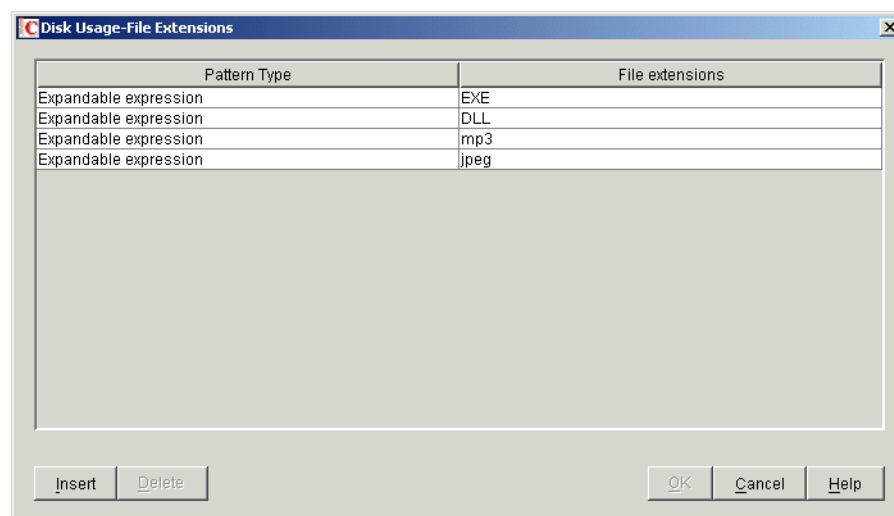 Disk Usage-File Extensions
Pattern Type File extensions
Expandable expression EXE
Expandable expression DLL
Expandable expression mp3
Expandable expression jpeg
Insert Delete OK Cancel Help